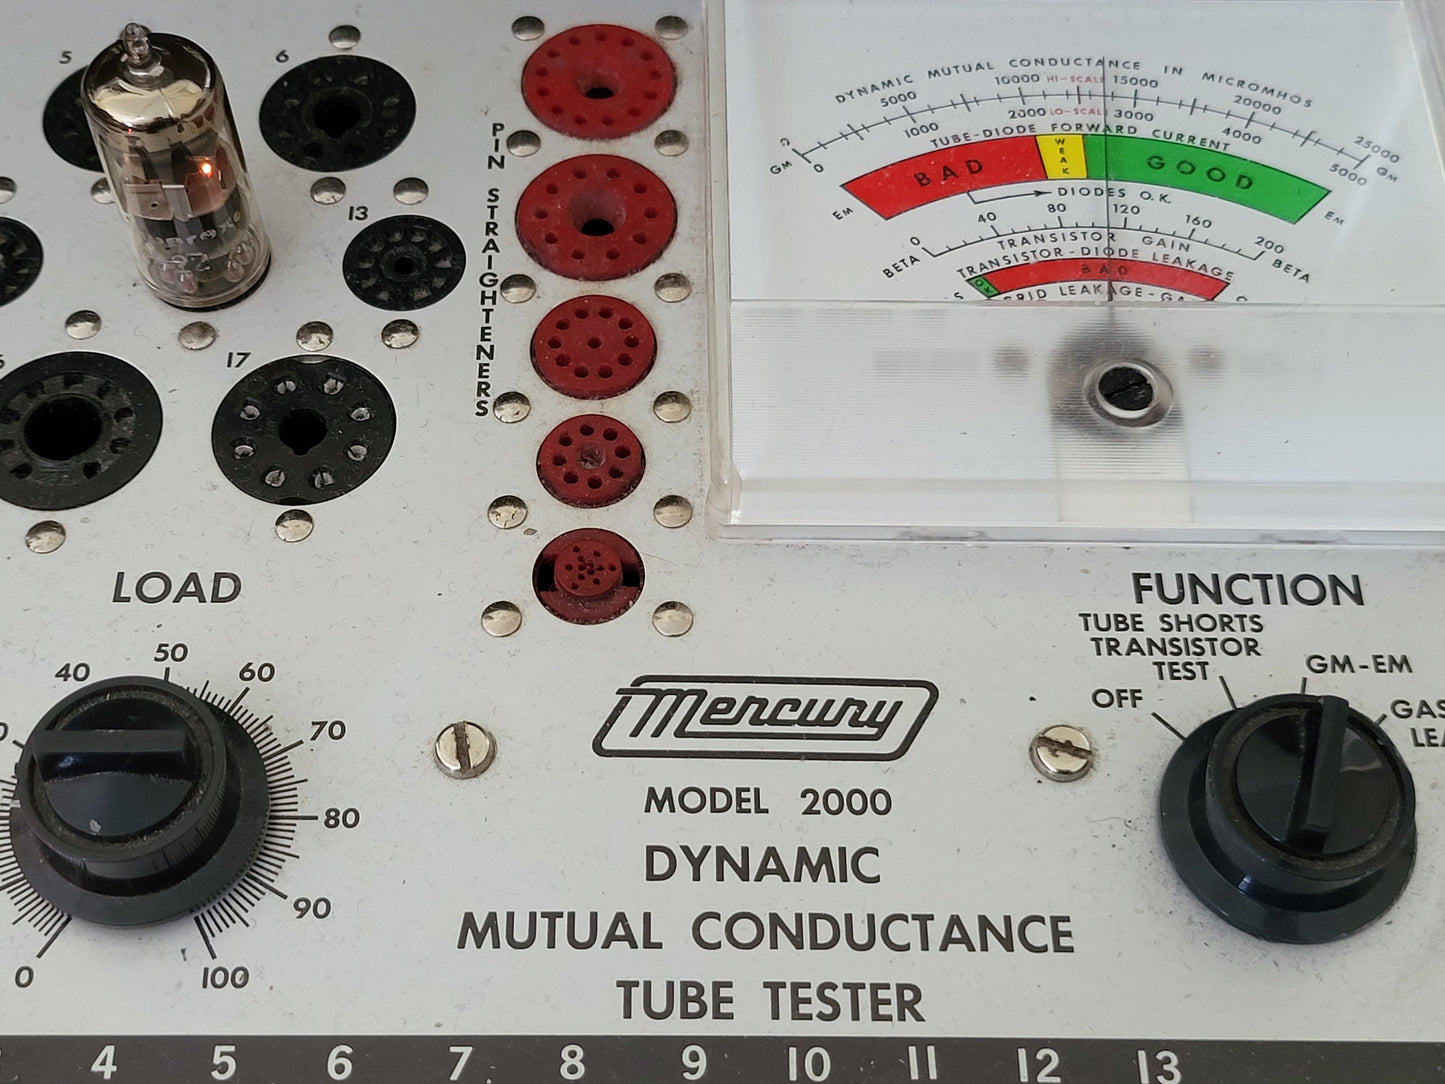 5
6
13
17
PIN STRAIGHTENERS
DYNAMIC MUTUAL CONDUCTANCE IN MICROMHOS
0 5000 10000 HI-SCALE 15000 20000 25000
GM GM
0 1000 2000 LO-SCALE 3000 4000 5000
TUBE-DIODE FORWARD CURRENT
BAD WEAK GOOD
EM DIODES O.K. EM
0 40 80 120 160 200
BETA TRANSISTOR GAIN BETA
TRANSISTOR-DIODE LEAKAGE
OK BAD
LEAKAGE-
LOAD
0 40 50 60 70 80 90 100
FUNCTION
TUBE SHORTS
TRANSISTOR
TEST
OFF
GM-EM
GAS
Mercury
MODEL 2000
DYNAMIC
MUTUAL CONDUCTANCE
TUBE TESTER
4 5 6 7 8 9 10 11 12 13